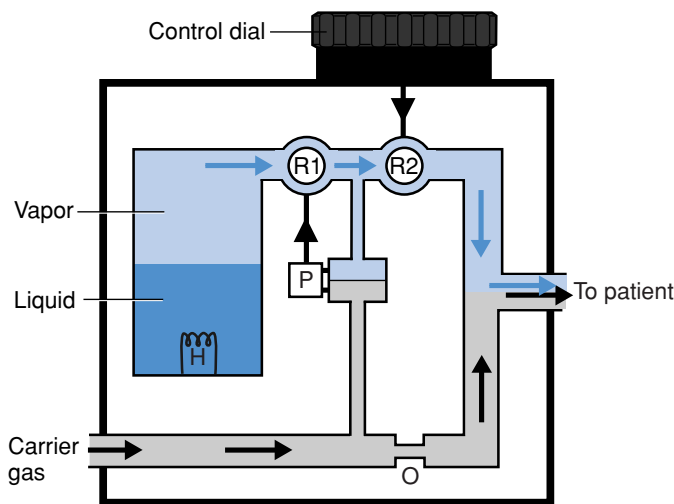 Control dial
R1
R2
Vapor
P
To patient
Liquid
H
Carrier
gas
O